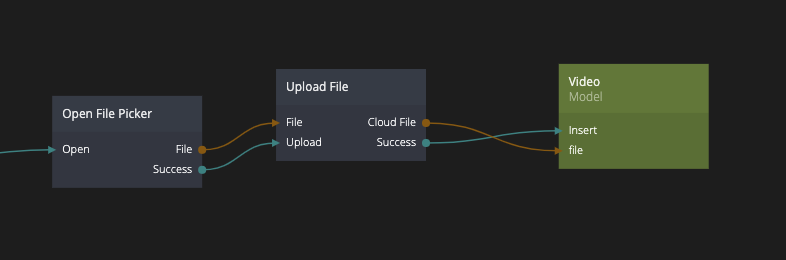 Open File Picker
Open
File
Success
Upload File
File
Cloud File
Upload
Success
Video
Model
Insert
file